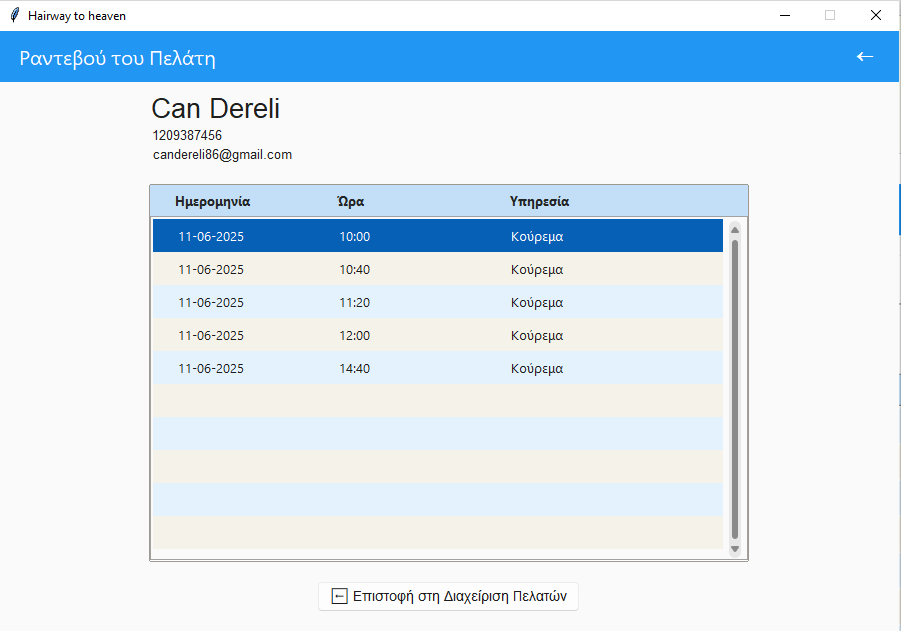 Hairway to heaven
Ραντεβού του Πελάτη
Can Dereli
1209387456
candereli86@gmail.com
Ημερομηνία Ώρα Υπηρεσία
11-06-2025 10:00 Κούρεμα
11-06-2025 10:40 Κούρεμα
11-06-2025 11:20 Κούρεμα
11-06-2025 12:00 Κούρεμα
11-06-2025 14:40 Κούρεμα
Επιστοφή στη Διαχείριση Πελατών